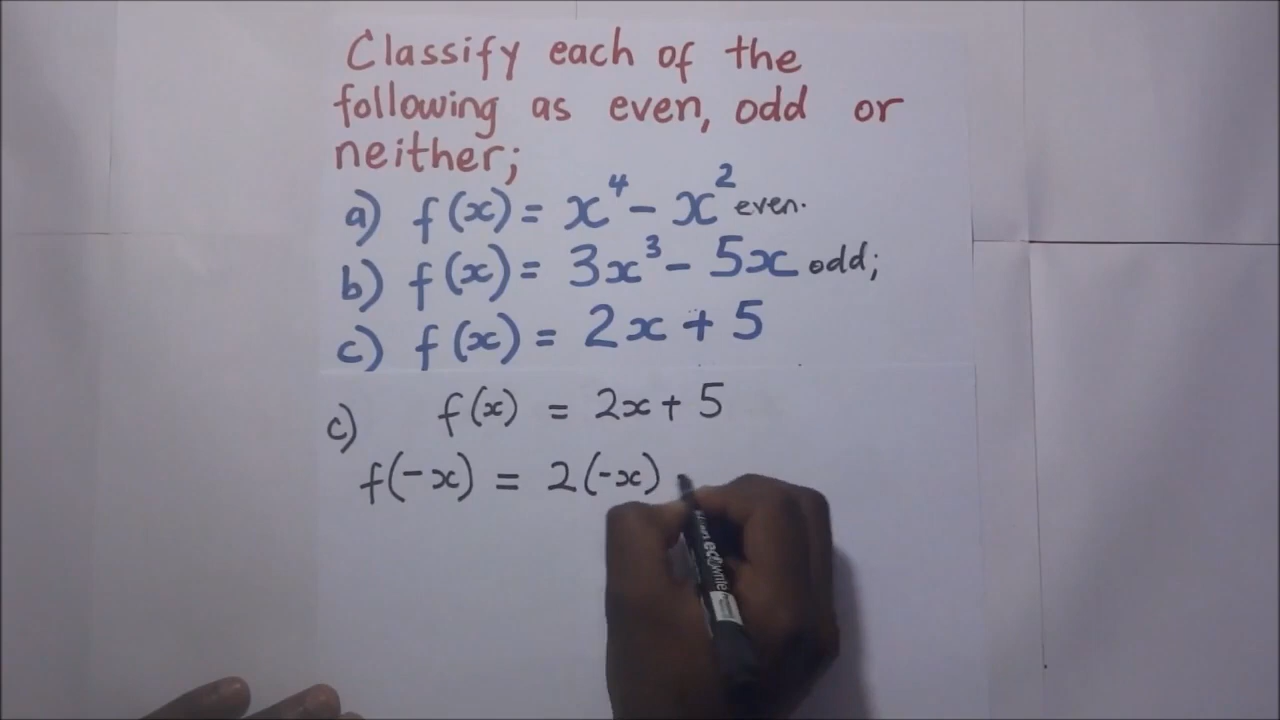 Classify each of the
following as even, odd or
neither;
a) f(x) = x⁴ - x² even.
b) f(x) = 3x³ - 5x odd;
c) f(x) = 2x + 5
c) f(x) = 2x + 5
f(-x) = 2(-x)